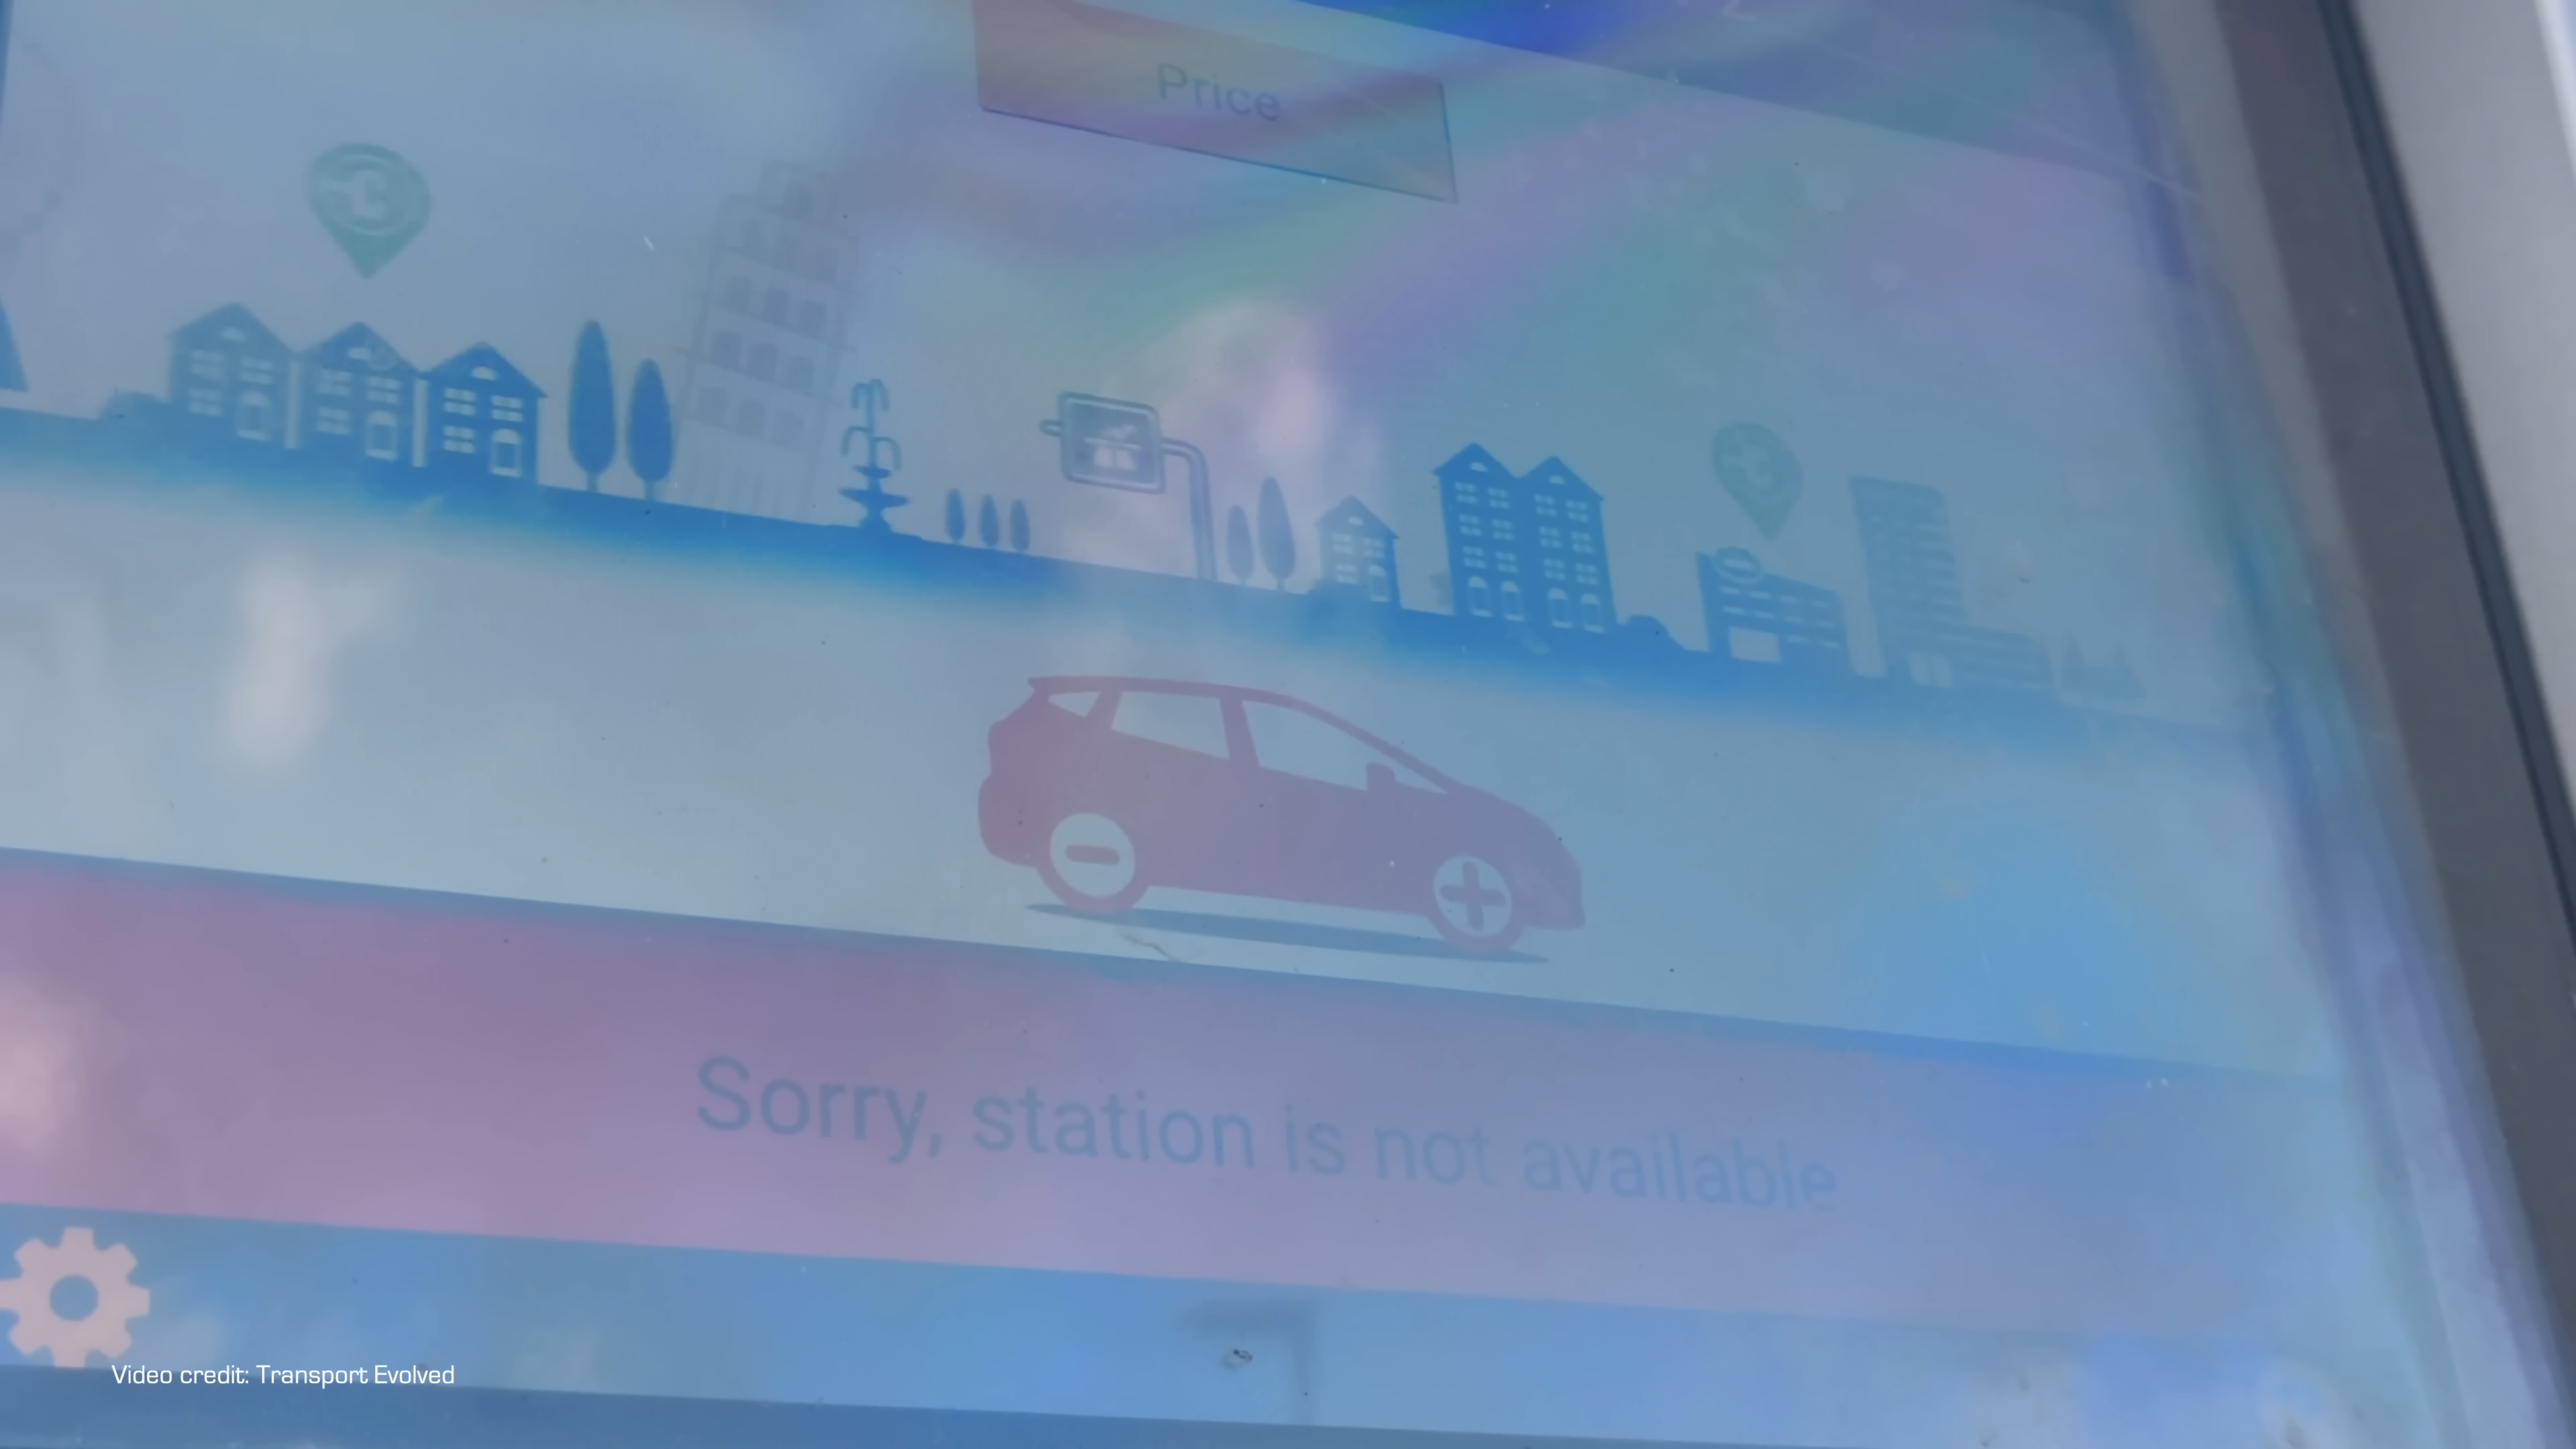 Price
Sorry, station is not available
Video credit: Transport Evolved